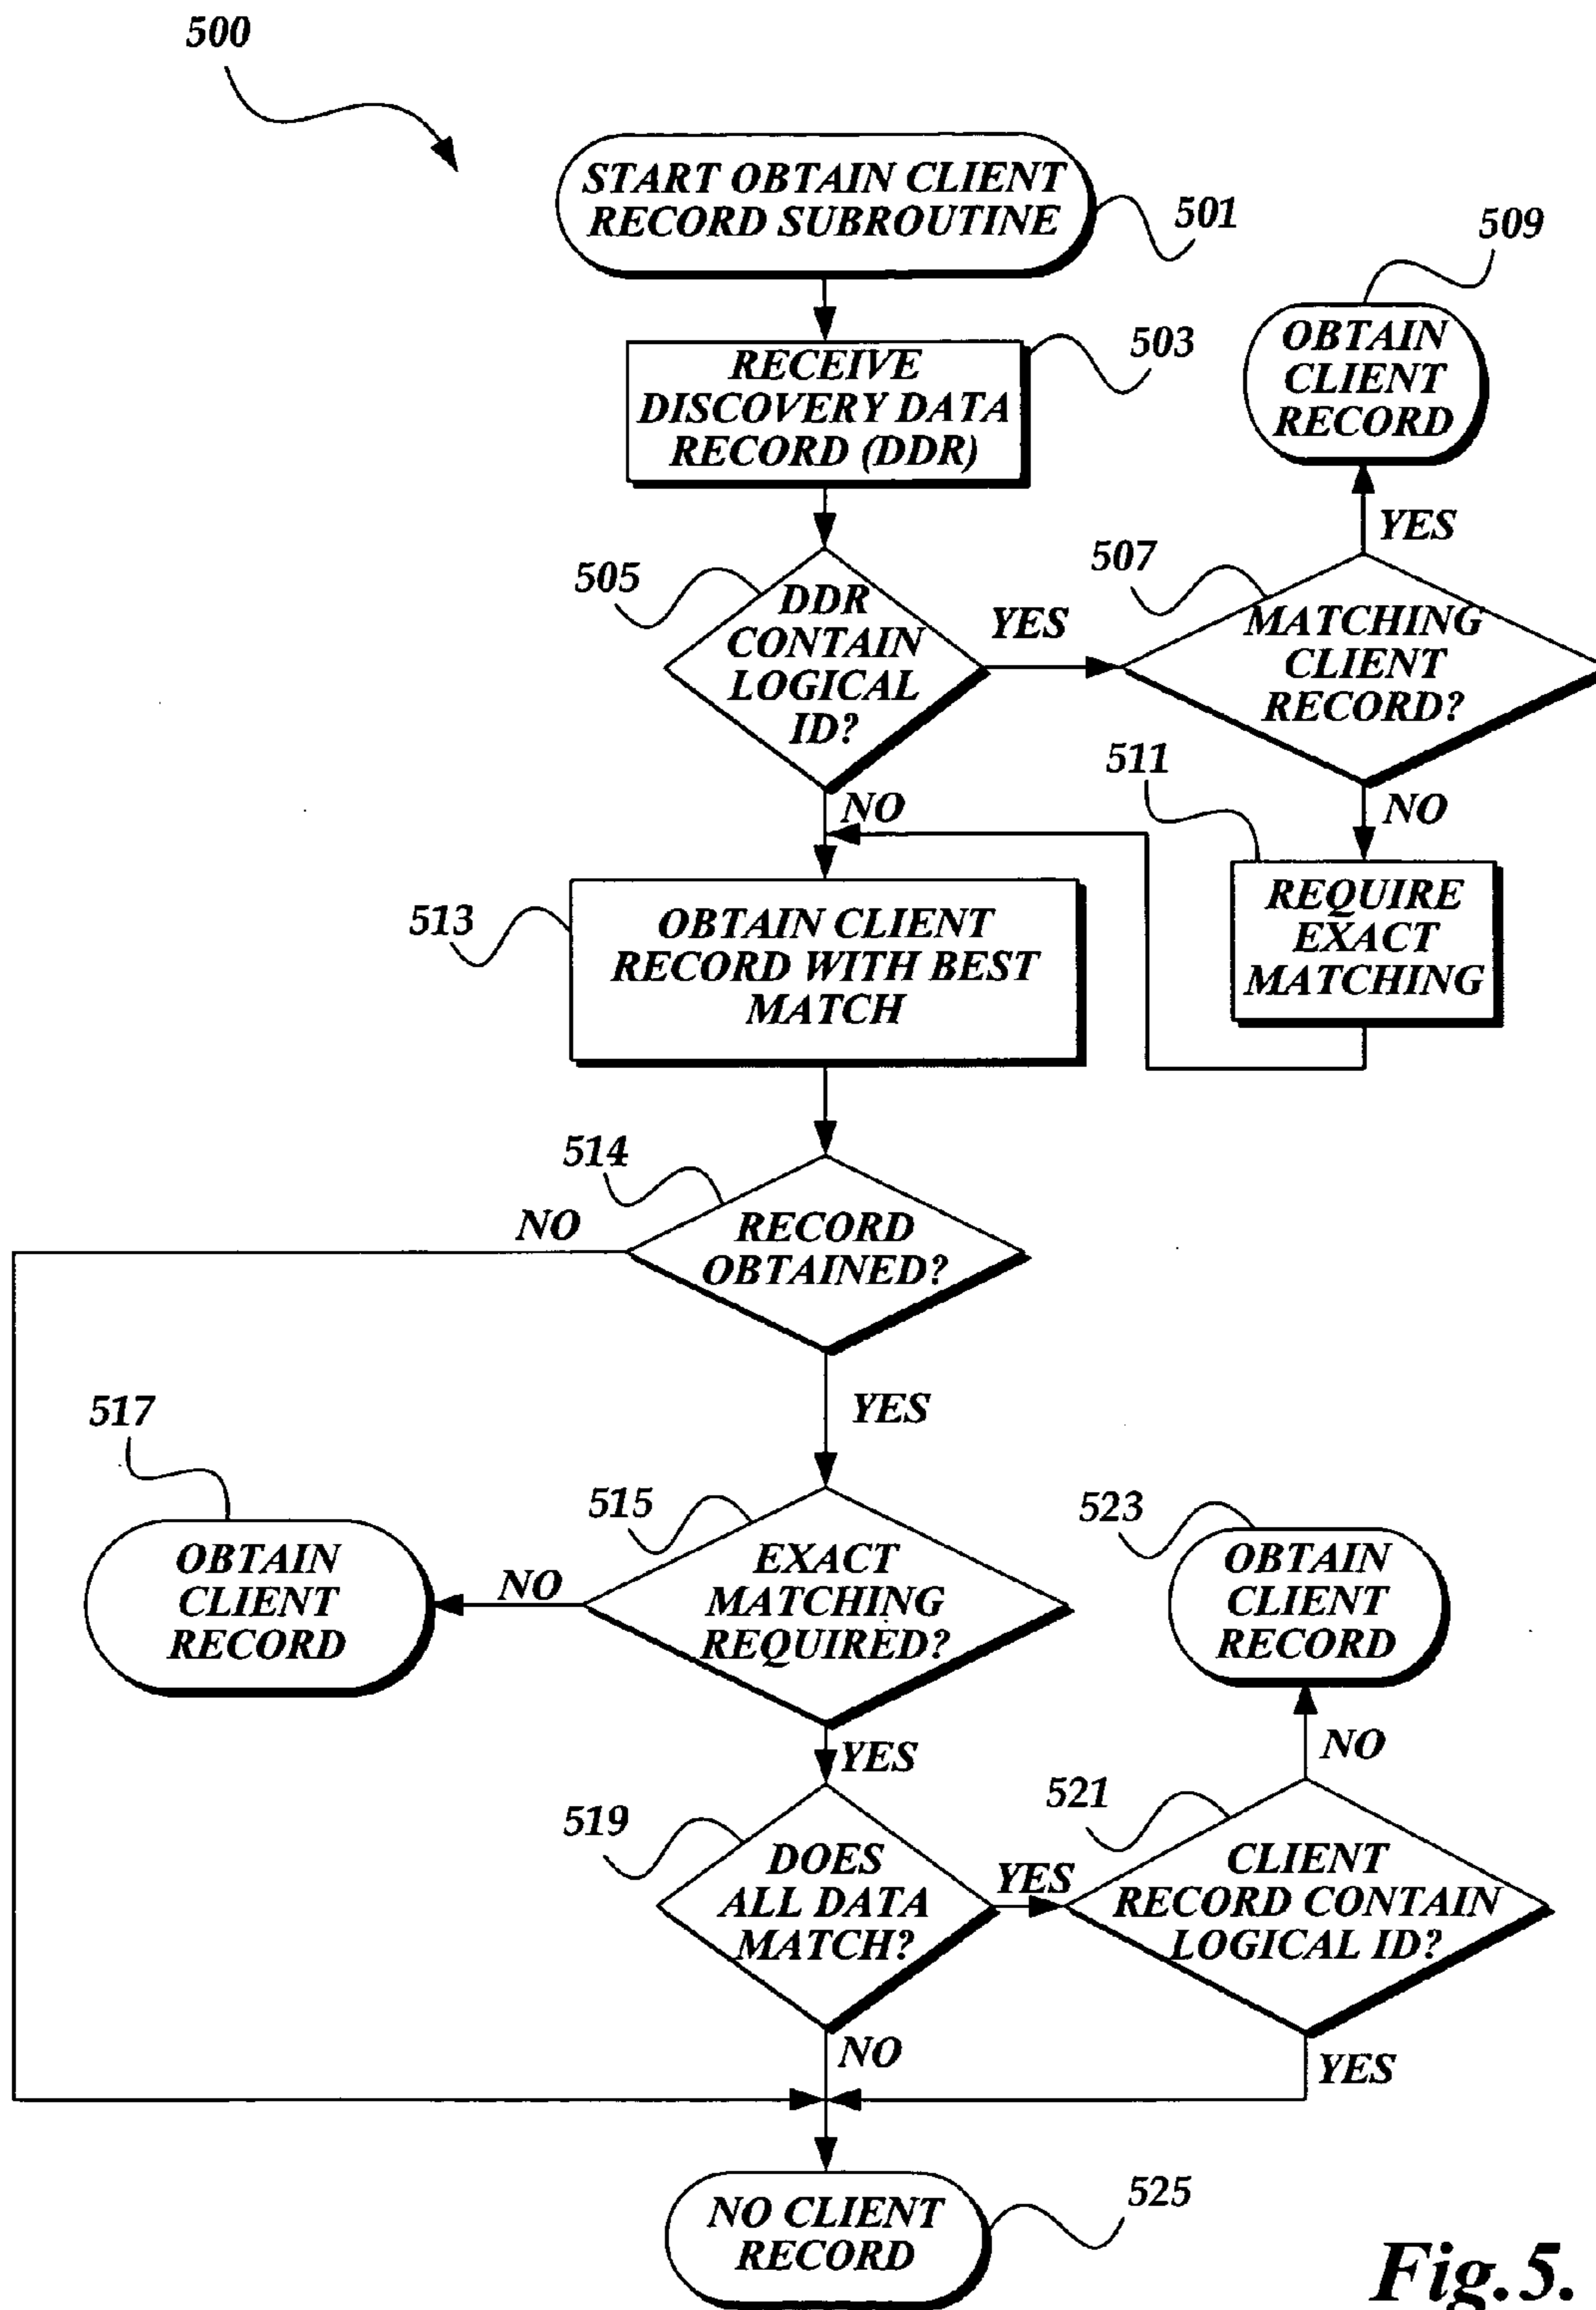 500
START OBTAIN CLIENT
RECORD SUBROUTINE
501
509
RECEIVE
DISCOVERY DATA
RECORD (DDR)
503
OBTAIN
CLIENT
RECORD
YES
505
DDR
CONTAIN
LOGICAL
ID?
YES
507
MATCHING
CLIENT
RECORD?
NO
511
NO
513
OBTAIN CLIENT
RECORD WITH BEST
MATCH
REQUIRE
EXACT
MATCHING
514
NO
RECORD
OBTAINED?
YES
517
515
523
OBTAIN
CLIENT
RECORD
NO
EXACT
MATCHING
REQUIRED?
OBTAIN
CLIENT
RECORD
YES
NO
519
521
DOES
ALL DATA
MATCH?
YES
CLIENT
RECORD CONTAIN
LOGICAL ID?
NO
YES
NO CLIENT
RECORD
525
Fig.5.